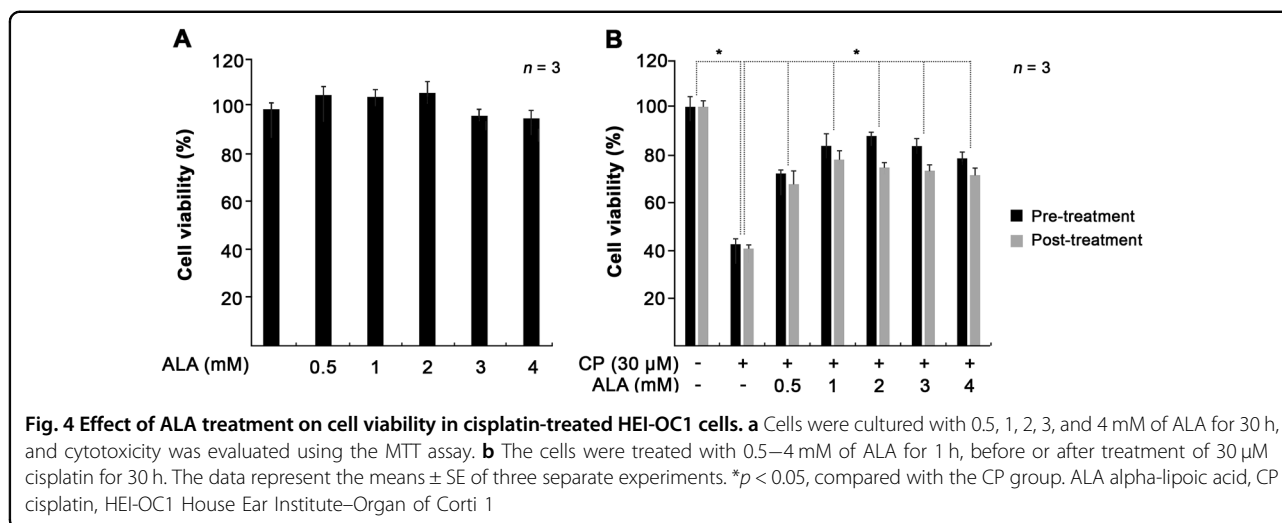 A
B
120
100
80
60
40
20
Cell viability (%)
n = 3
ALA (mM) 0.5 1 2 3 4
120
100
80
60
40
20
Cell viability (%)
* *
n = 3
Pre-treatment
Post-treatment
CP (30 µM) - + + + + + +
ALA (mM) - - 0.5 1 2 3 4
Fig. 4 Effect of ALA treatment on cell viability in cisplatin-treated HEI-OC1 cells. a Cells were cultured with 0.5, 1, 2, 3, and 4 mM of ALA for 30 h,
and cytotoxicity was evaluated using the MTT assay. b The cells were treated with 0.5–4 mM of ALA for 1 h, before or after treatment of 30 µM
cisplatin for 30 h. The data represent the means ± SE of three separate experiments. *p < 0.05, compared with the CP group. ALA alpha-lipoic acid, CP
cisplatin, HEI-OC1 House Ear Institute–Organ of Corti 1